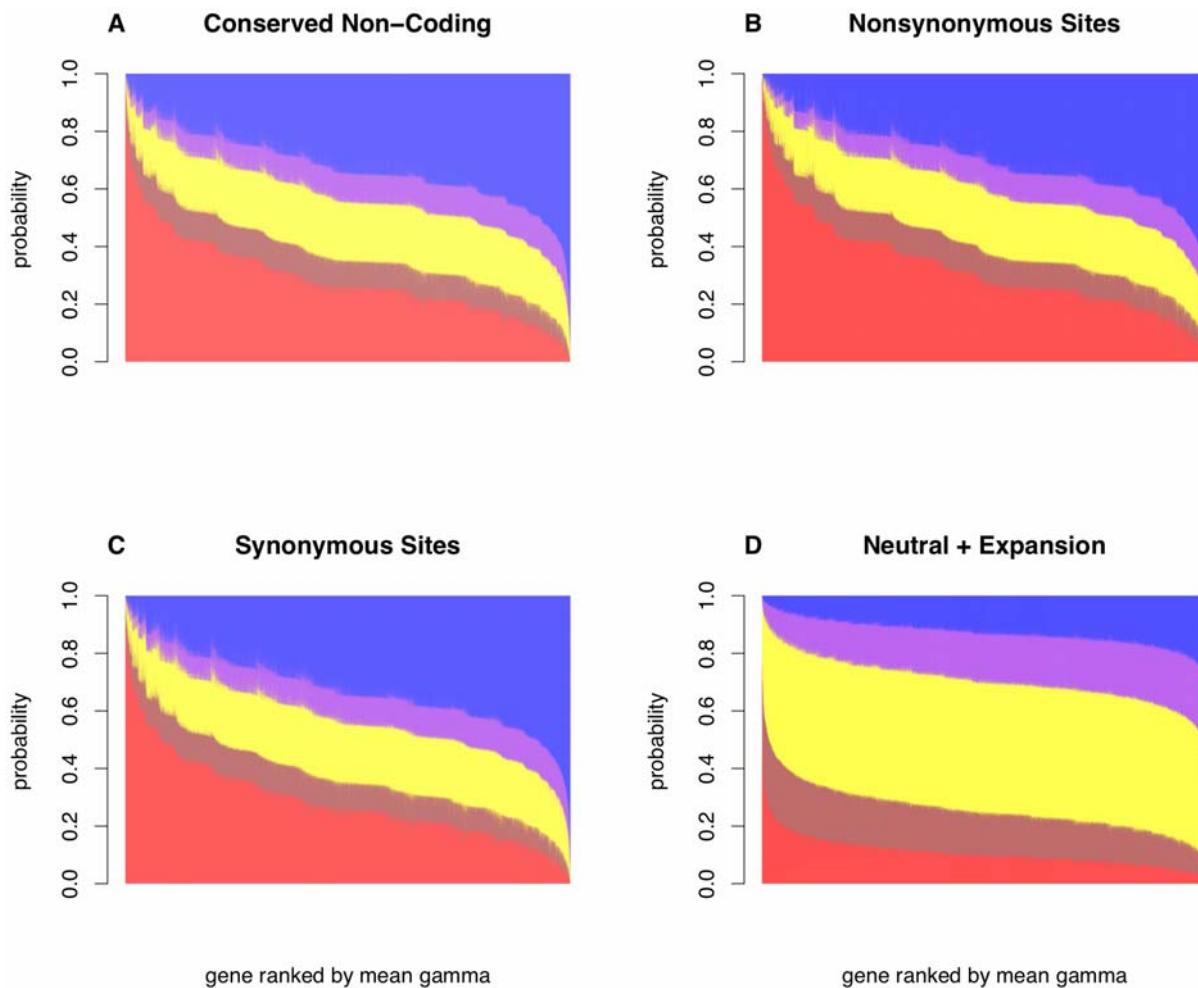 A Conserved Non–Coding
probability
0.0 0.2 0.4 0.6 0.8 1.0
B Nonsynonymous Sites
probability
0.0 0.2 0.4 0.6 0.8 1.0
C Synonymous Sites
probability
0.0 0.2 0.4 0.6 0.8 1.0
gene ranked by mean gamma
D Neutral + Expansion
probability
0.0 0.2 0.4 0.6 0.8 1.0
gene ranked by mean gamma